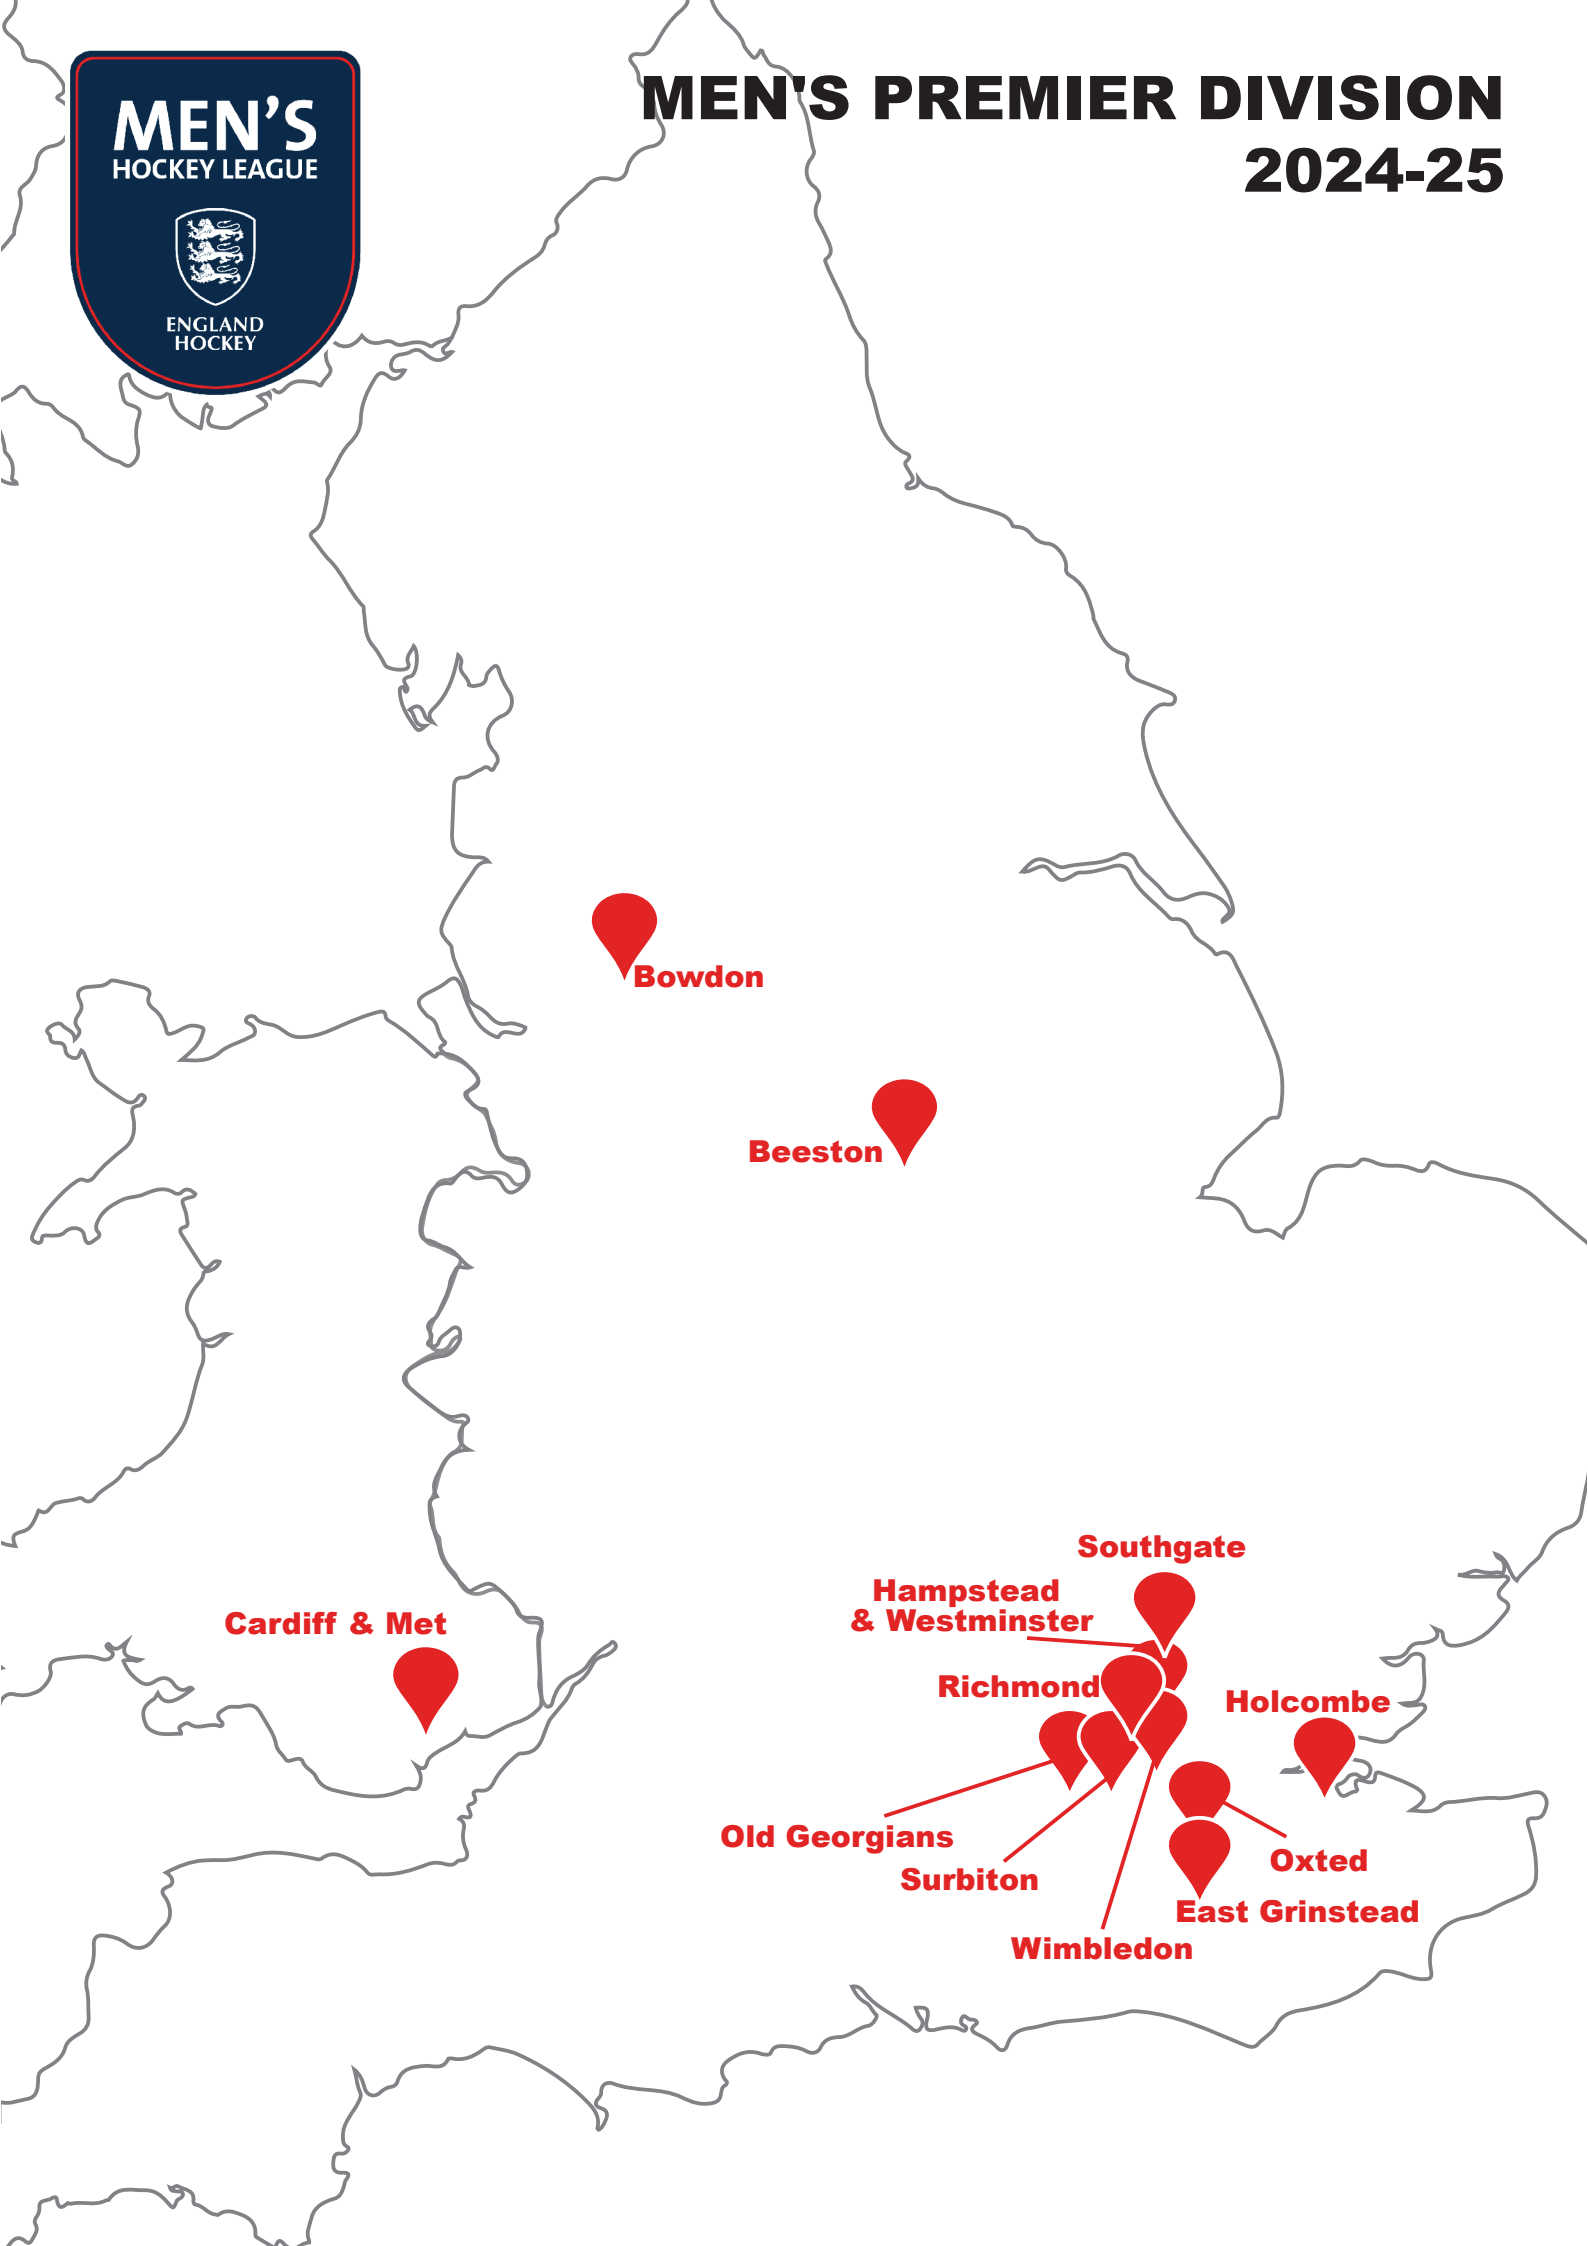 MEN'S PREMIER DIVISION
2024-25
MEN’S
HOCKEY LEAGUE
ENGLAND
HOCKEY
Bowdon
Beeston
Southgate
Hampstead
& Westminster
Cardiff & Met
Richmond
Holcombe
Old Georgians
Surbiton
Oxted
East Grinstead
Wimbledon